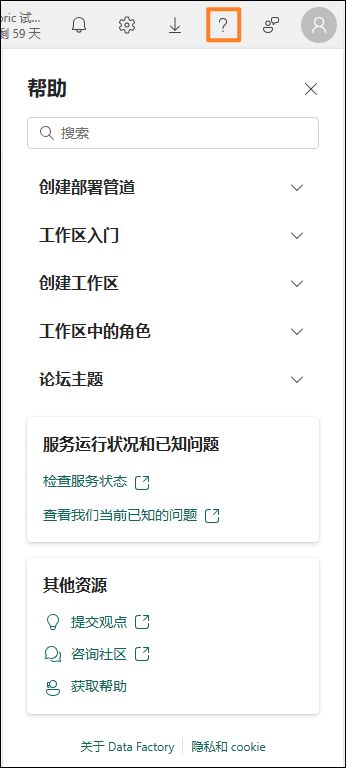 oric 试...
剩 59 天
?
帮助
搜索
创建部署管道
工作区入门
创建工作区
工作区中的角色
论坛主题
服务运行状况和已知问题
检查服务状态
查看我们当前已知的问题
其他资源
提交观点
咨询社区
获取帮助
关于 Data Factory 隐私和 cookie